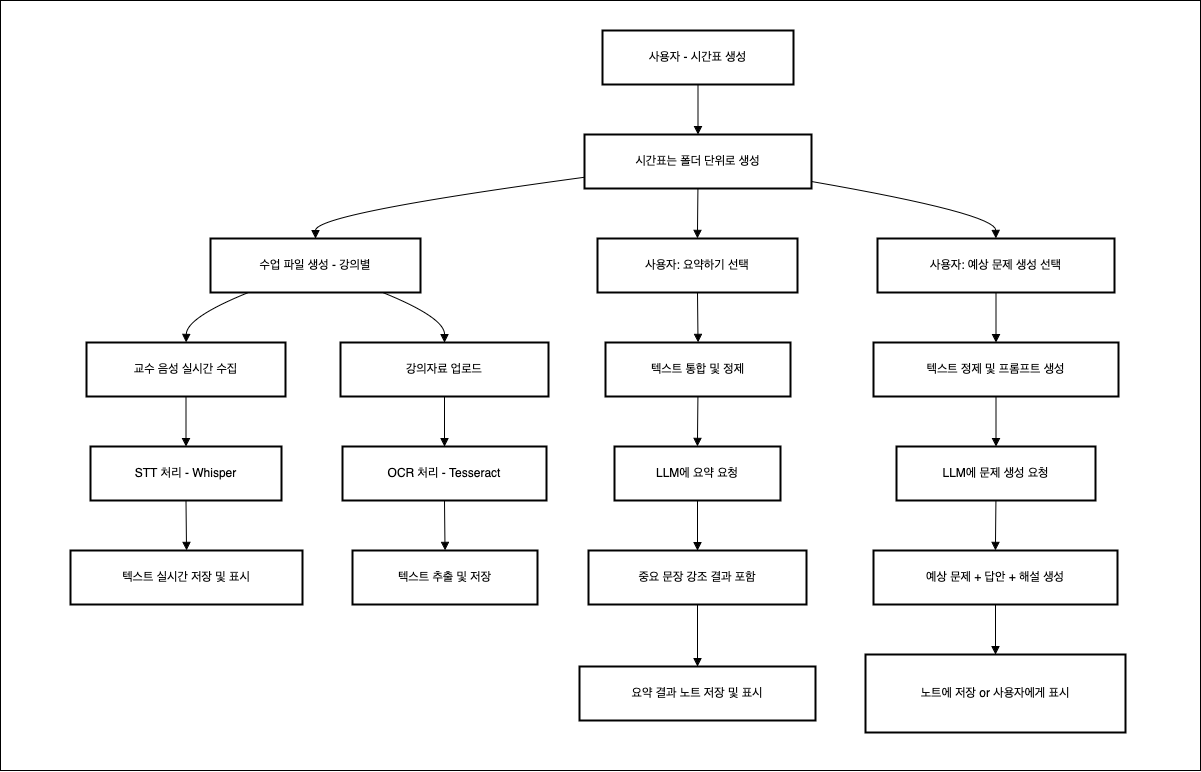 사용자 - 시간표 생성
시간표는 폴더 단위로 생성
수업 파일 생성 - 강의별
사용자: 요약하기 선택
사용자: 예상 문제 생성 선택
교수 음성 실시간 수집
강의자료 업로드
텍스트 통합 및 정제
텍스트 정제 및 프롬프트 생성
STT 처리 - Whisper
OCR 처리 - Tesseract
LLM에 요약 요청
LLM에 문제 생성 요청
텍스트 실시간 저장 및 표시
텍스트 추출 및 저장
중요 문장 강조 결과 포함
예상 문제 + 답안 + 해설 생성
요약 결과 노트 저장 및 표시
노트에 저장 or 사용자에게 표시